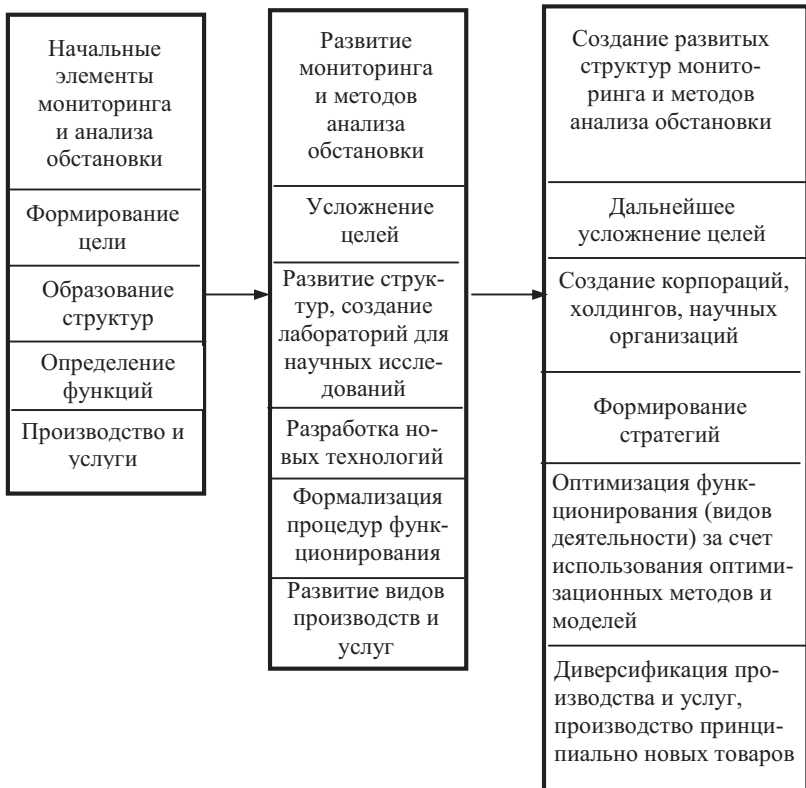 Начальные
элементы
мониторинга
и анализа
обстановки
Формирование
цели
Образование
структур
Определение
функций
Производство и
услуги
Развитие
мониторинга
и методов
анализа
обстановки
Усложнение
целей
Развитие струк-
тур, создание
лабораторий для
научных иссле-
дований
Разработка но-
вых технологий
Формализация
процедур функ-
ционирования
Развитие видов
производств и
услуг
Создание развитых
структур монито-
ринга и методов
анализа обстановки
Дальнейшее
усложнение целей
Создание корпораций,
холдингов, научных
организаций
Формирование
стратегий
Оптимизация функ-
ционирования (видов
деятельности) за счет
использования оптими-
зационных методов и
моделей
Диверсификация про-
изводства и услуг,
производство принци-
пиально новых товаров